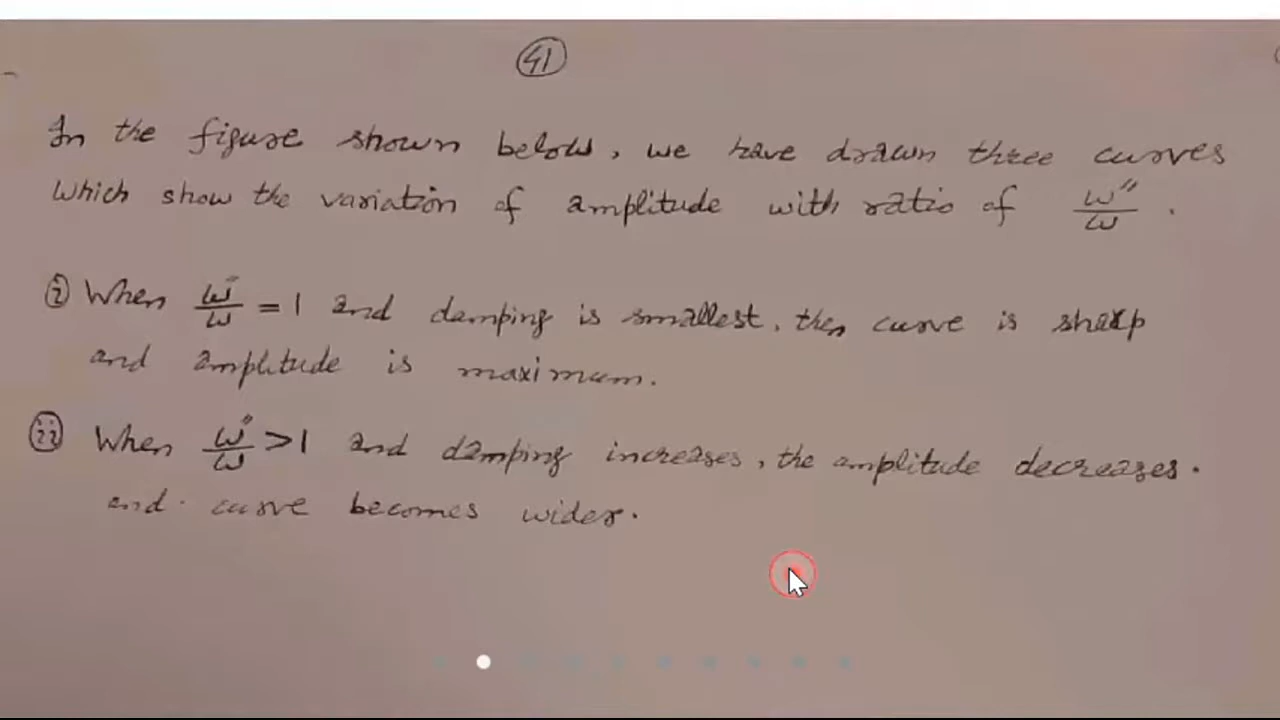 41
In the figure shown below, we have drawn three curves
which show the variation of amplitude with ratio of ω″/ω .
i When ω″/ω = 1 and damping is smallest, then curve is sharp
and amplitude is maximum.
ii When ω″/ω > 1 and damping increases, the amplitude decreases.
and curve becomes wider.